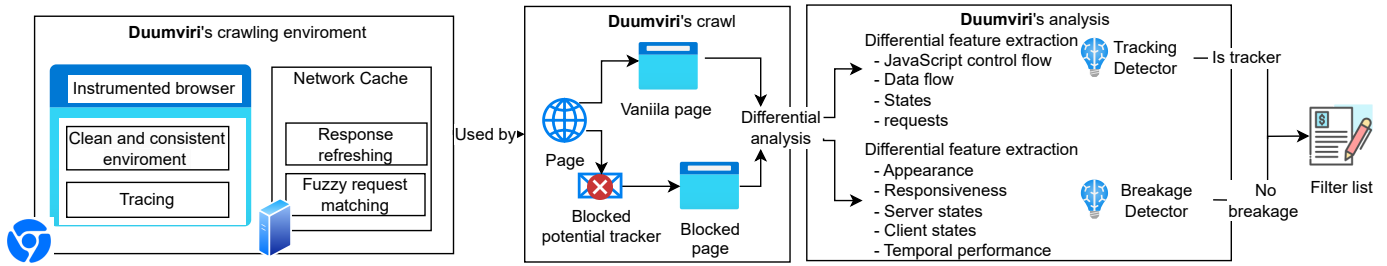 Duumviri's crawling enviroment
Instrumented browser
Clean and consistent
enviroment
Tracing
Network Cache
Response
refreshing
Fuzzy request
matching
Used by
Duumviri's crawl
Vaniila page
Page
Blocked
potential tracker
Blocked
page
Differential
analysis
Duumviri's analysis
Differential feature extraction
- JavaScript control flow
- Data flow
- States
- requests
Tracking
Detector
Is tracker
Differential feature extraction
- Appearance
- Responsiveness
- Server states
- Client states
- Temporal performance
Breakage
Detector
No
breakage
$
Filter list